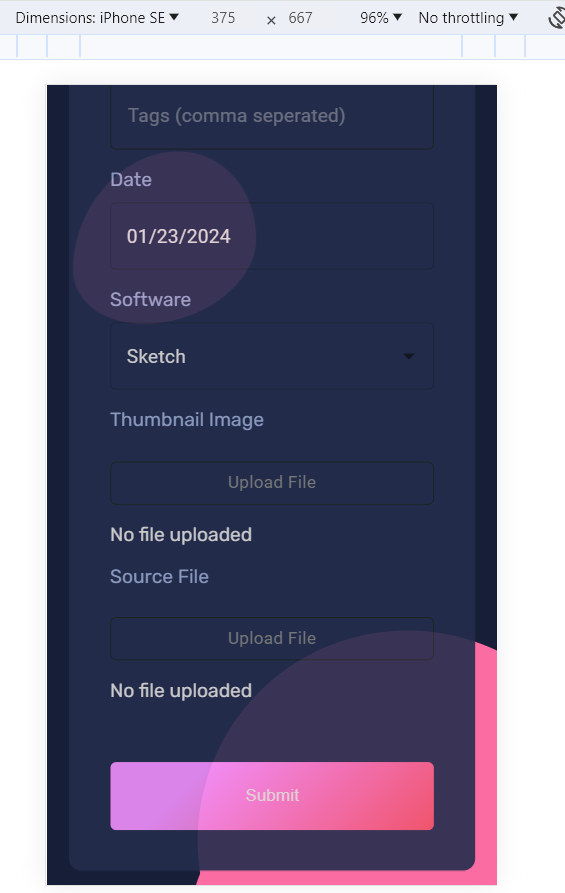 Dimensions: iPhone SE ▼ 375 × 667 96% ▼ No throttling ▼
Tags (comma seperated)
Date
01/23/2024
Software
Sketch
Thumbnail Image
Upload File
No file uploaded
Source File
Upload File
No file uploaded
Submit